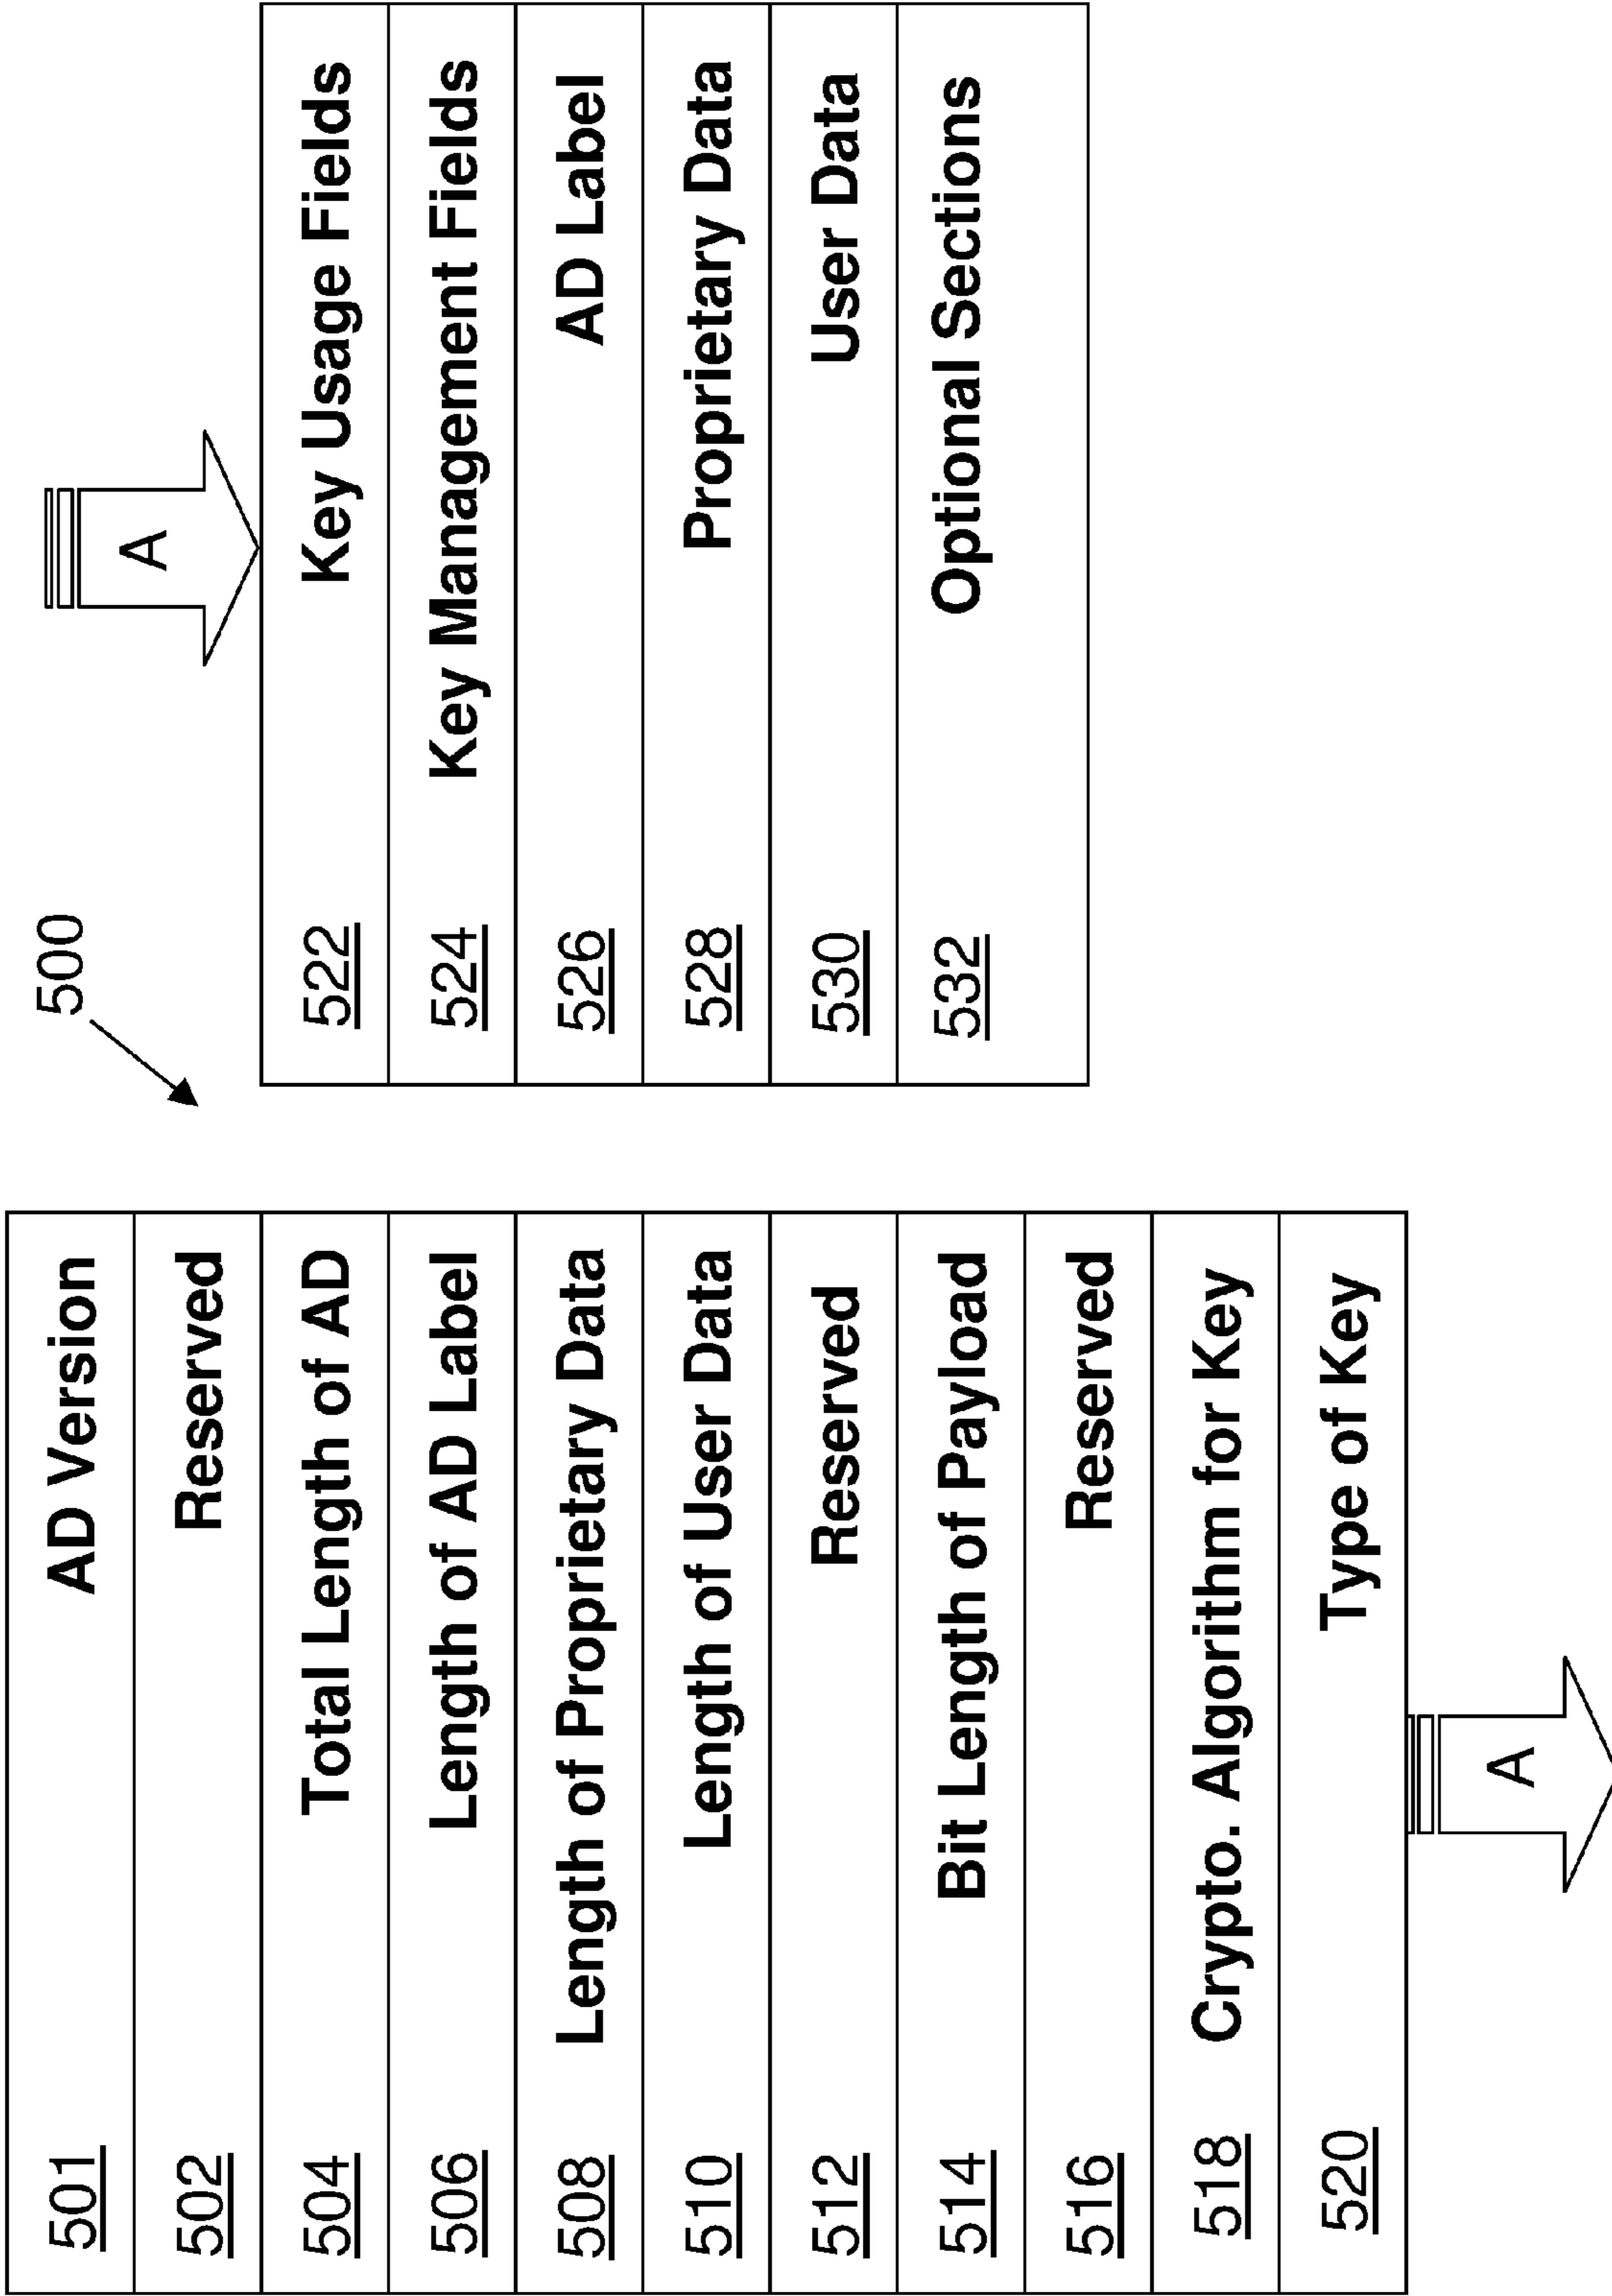 500
501 AD Version
502 Reserved
504 Total Length of AD
506 Length of AD Label
508 Length of Proprietary Data
510 Length of User Data
512 Reserved
514 Bit Length of Payload
516 Reserved
518 Crypto. Algorithm for Key
520 Type of Key
A
A
522 Key Usage Fields
524 Key Management Fields
526 AD Label
528 Proprietary Data
530 User Data
532 Optional Sections